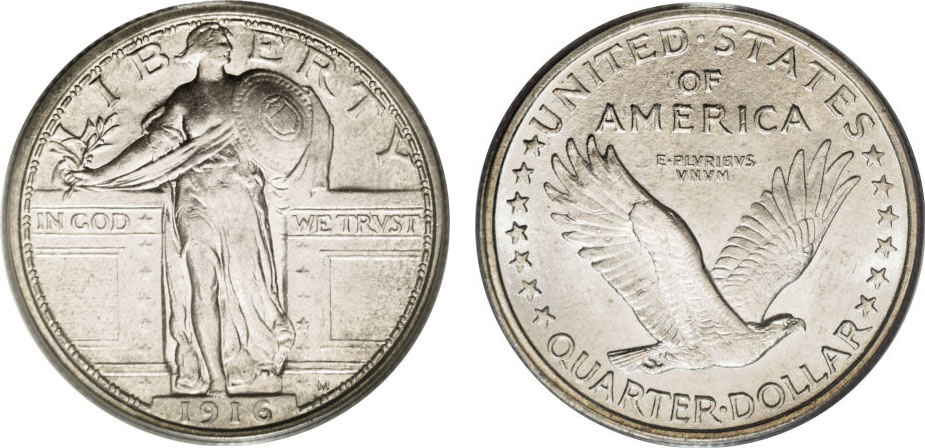 LIBERTY
IN GOD WE TRVST
M
1916
UNITED·STATES
OF
AMERICA
E·PLVRIBVS
VNVM
QUARTER·DOLLAR